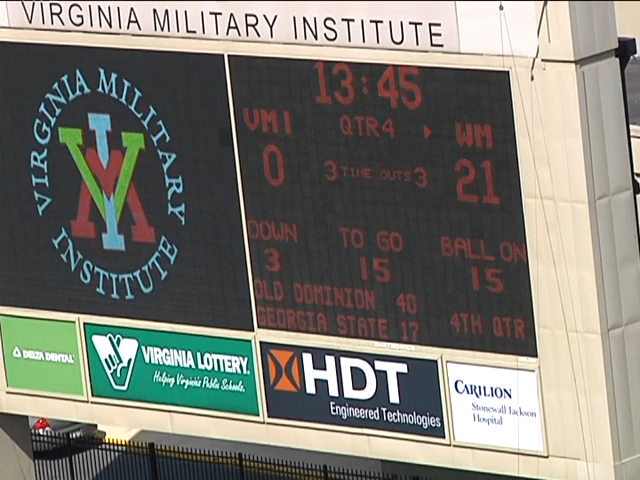 VIRGINIA MILITARY INSTITUTE
VIRGINIA MILITARY
INSTITUTE
VMI
13:45
VMI QTR4 WM
0 3 TIME OUTS 3 21
DOWN TO GO BALL ON
3 15 15
OLD DOMINION 40
GEORGIA STATE 17 4TH QTR
DELTA DENTAL
VIRGINIA LOTTERY.
Helping Virginia's Public Schools.
HDT
Engineered Technologies
CARILION
Stonewall Jackson
Hospital